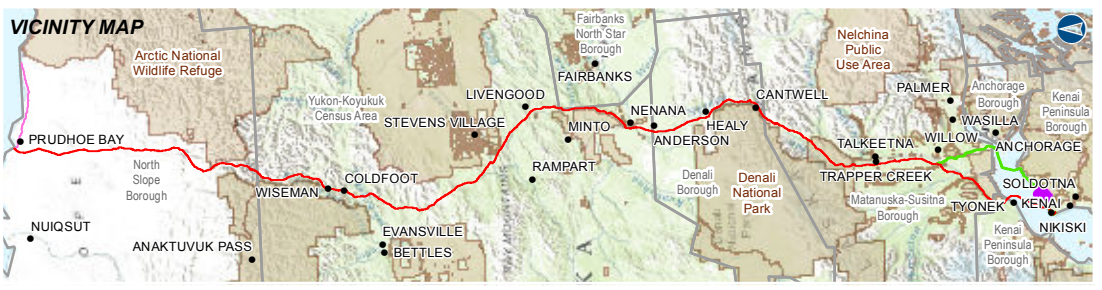 VICINITY MAP
Arctic National
Wildlife Refuge
Fairbanks
North Star
Borough
FAIRBANKS
Nelchina
Public
Use Area
PALMER
Anchorage
Borough
Kenai
Peninsula
Borough
Yukon-Koyukuk
Census Area
LIVENGOOD
STEVENS VILLAGE
NENANA
CANTWELL
WASILLA
PRUDHOE BAY
MINTO
ANDERSON
HEALY
TALKEETNA
WILLOW
ANCHORAGE
North
Slope
Borough
WISEMAN
COLDFOOT
RAMPART
Denali
Borough
Denali
National
Park
TRAPPER CREEK
SOLDOTNA
Matanuska-Susitna
Borough
TYONEK
KENAI
NIKISKI
NUIQSUT
ANAKTUVUK PASS
EVANSVILLE
BETTLES
Kenai
Peninsula
Borough